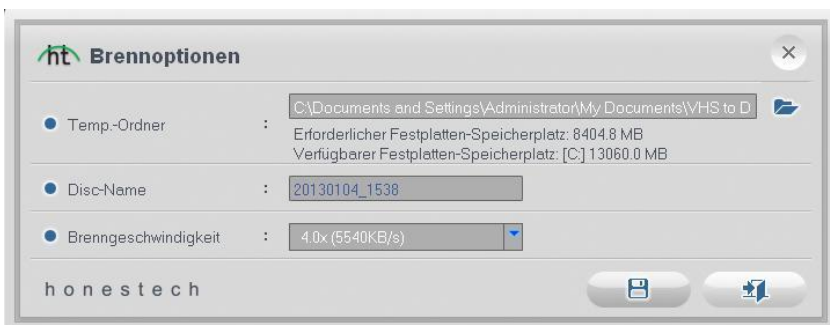 ht Brennoptionen
Temp.-Ordner : C:\Documents and Settings\Administrator\My Documents\VHS to D
Erforderlicher Festplatten-Speicherplatz: 8404.8 MB
Verfügbarer Festplatten-Speicherplatz: [C:] 13060.0 MB
Disc-Name : 20130104_1538
Brenngeschwindigkeit : 4.0x (5540KB/s)
honestech